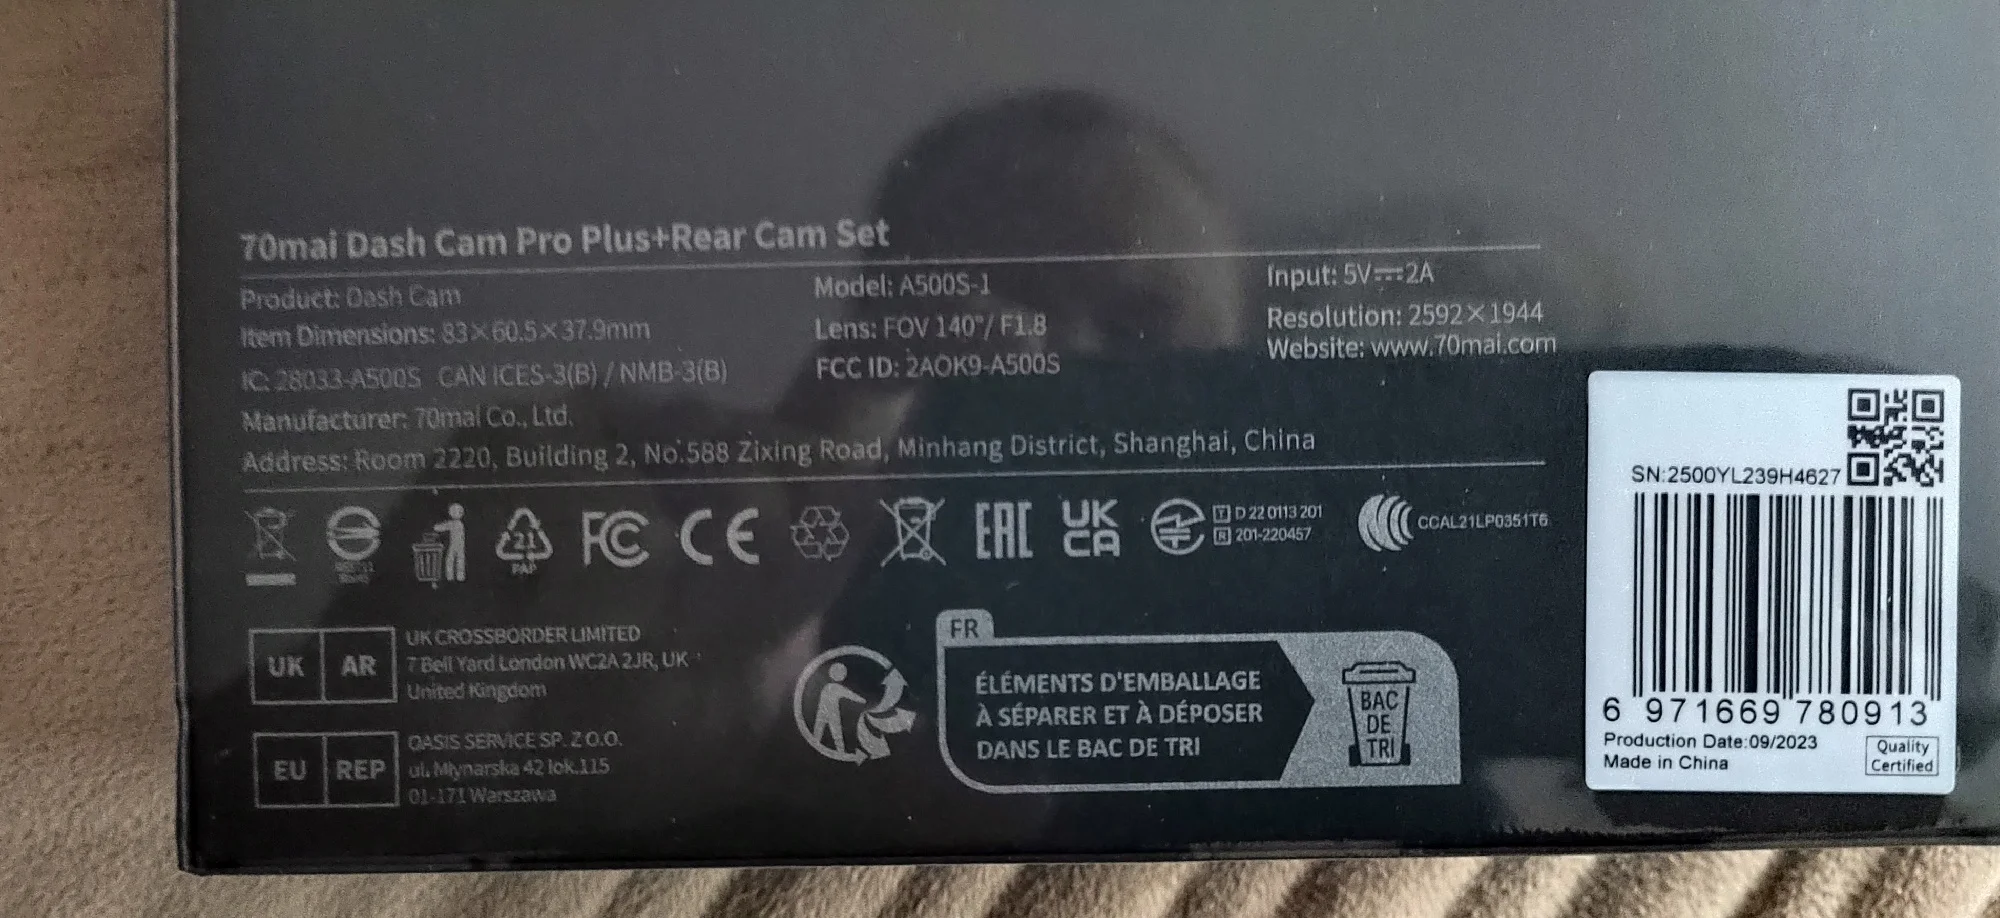 70mai Dash Cam Pro Plus+Rear Cam Set
Product: Dash Cam
Model: A500S-1
Input: 5V⎓2A
Item Dimensions: 83×60.5×37.9mm
Lens: FOV 140°/ F1.8
Resolution: 2592×1944
IC: 28033-A500S CAN ICES-3(B) / NMB-3(B)
FCC ID: 2AOK9-A500S
Website: www.70mai.com
Manufacturer: 70mai Co., Ltd.
Address: Room 2220, Building 2, No.588 Zixing Road, Minhang District, Shanghai, China
21
PAP
FC
CE
EAC
UK
CA
T D 22 0113 201
R 201-220457
CCAL21LP0351T6
UK AR
UK CROSSBORDER LIMITED
7 Bell Yard London WC2A 2JR, UK
United Kingdom
EU REP
OASIS SERVICE SP. Z O.O.
ul. Młynarska 42 lok.115
01-171 Warszawa
FR
ÉLÉMENTS D'EMBALLAGE
À SÉPARER ET À DÉPOSER
DANS LE BAC DE TRI
BAC
DE
TRI
SN:2500YL239H4627
6 971669 780913
Production Date:09/2023
Made in China
Quality
Certified